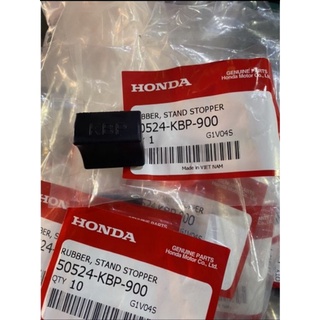 HONDA
GENUINE PARTS
Honda Motor Co., Ltd.
KBP
RUBBER, STAND STOPPER
50524-KBP-900
1
G1V04S
Made in VIET NAM
HONDA
GENUINE PARTS
Honda Motor Co., Ltd.
RUBBER, STAND STOPPER
50524-KBP-900
QTY 10
G1V04S